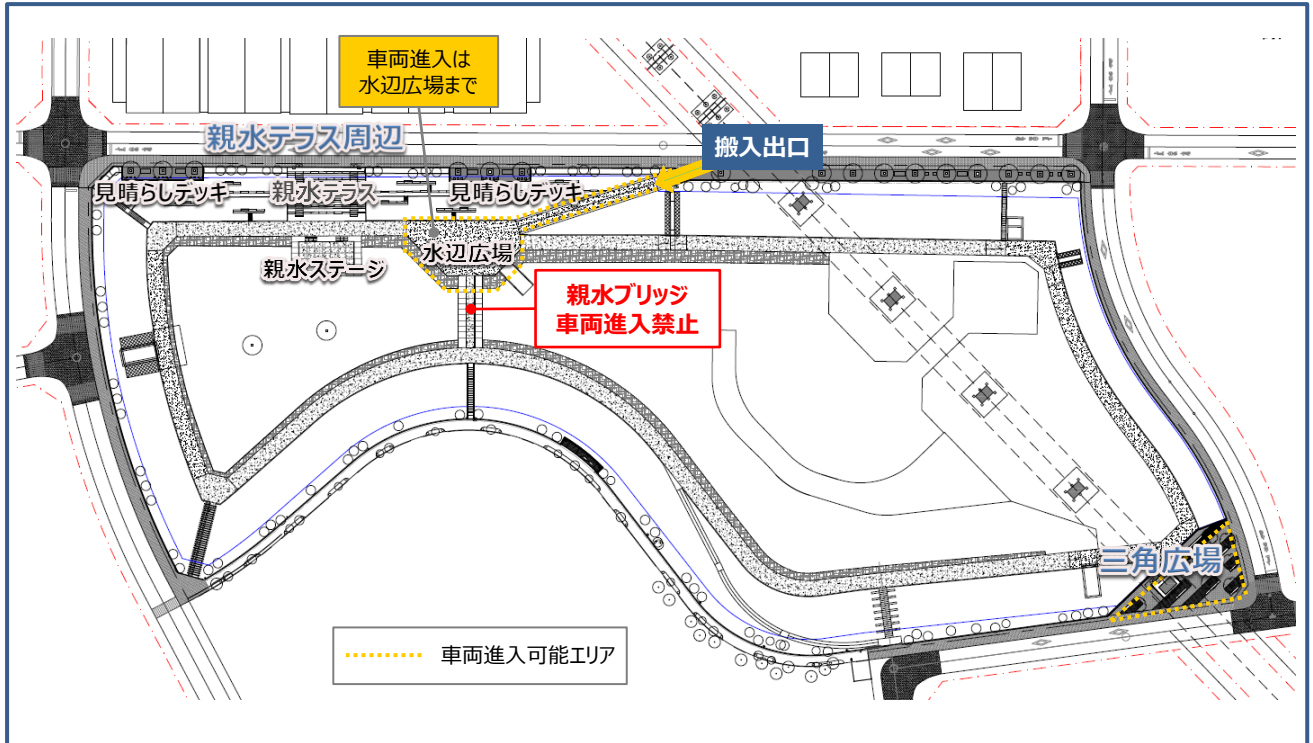 車両進入は
水辺広場まで
親水テラス周辺
搬入出口
見晴らしデッキ
親水テラス
見晴らしデッキ
水辺広場
親水ステージ
親水ブリッジ
車両進入禁止
三角広場
車両進入可能エリア